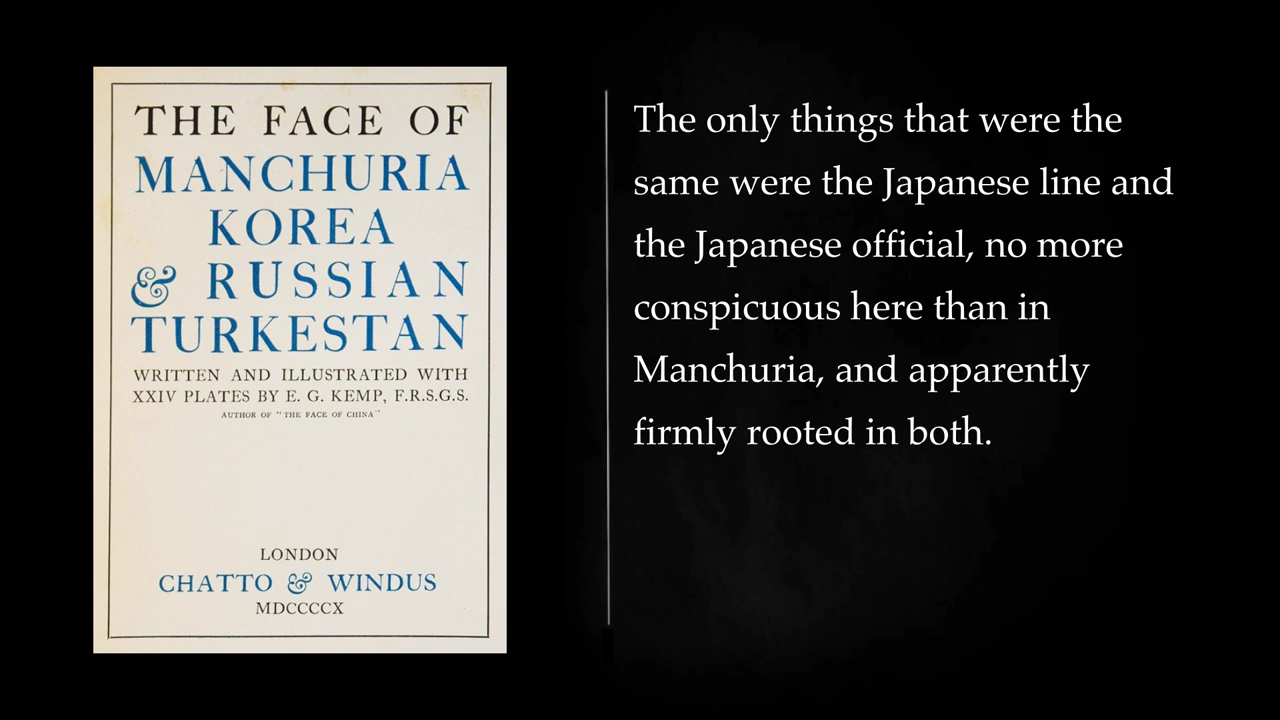 THE FACE OF
MANCHURIA
KOREA
& RUSSIAN
TURKESTAN
WRITTEN AND ILLUSTRATED WITH
XXIV PLATES BY E. G. KEMP, F.R.S.G.S.
AUTHOR OF "THE FACE OF CHINA"
LONDON
CHATTO & WINDUS
MDCCCCX
The only things that were the
same were the Japanese line and
the Japanese official, no more
conspicuous here than in
Manchuria, and apparently
firmly rooted in both.